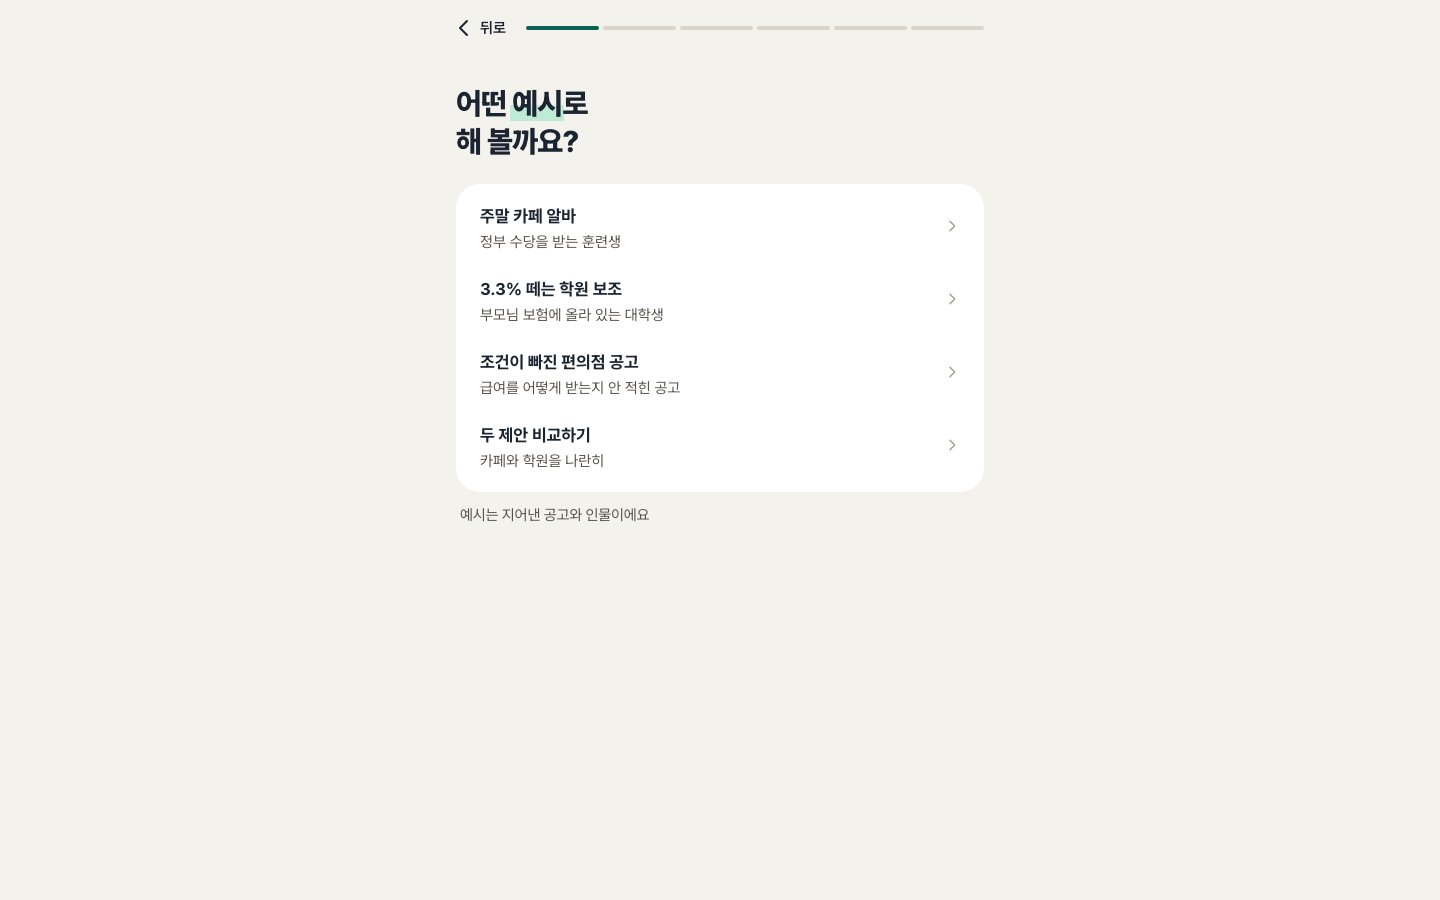 뒤로
어떤 예시로
해 볼까요?
주말 카페 알바
정부 수당을 받는 훈련생
3.3% 떼는 학원 보조
부모님 보험에 올라 있는 대학생
조건이 빠진 편의점 공고
급여를 어떻게 받는지 안 적힌 공고
두 제안 비교하기
카페와 학원을 나란히
예시는 지어낸 공고와 인물이에요